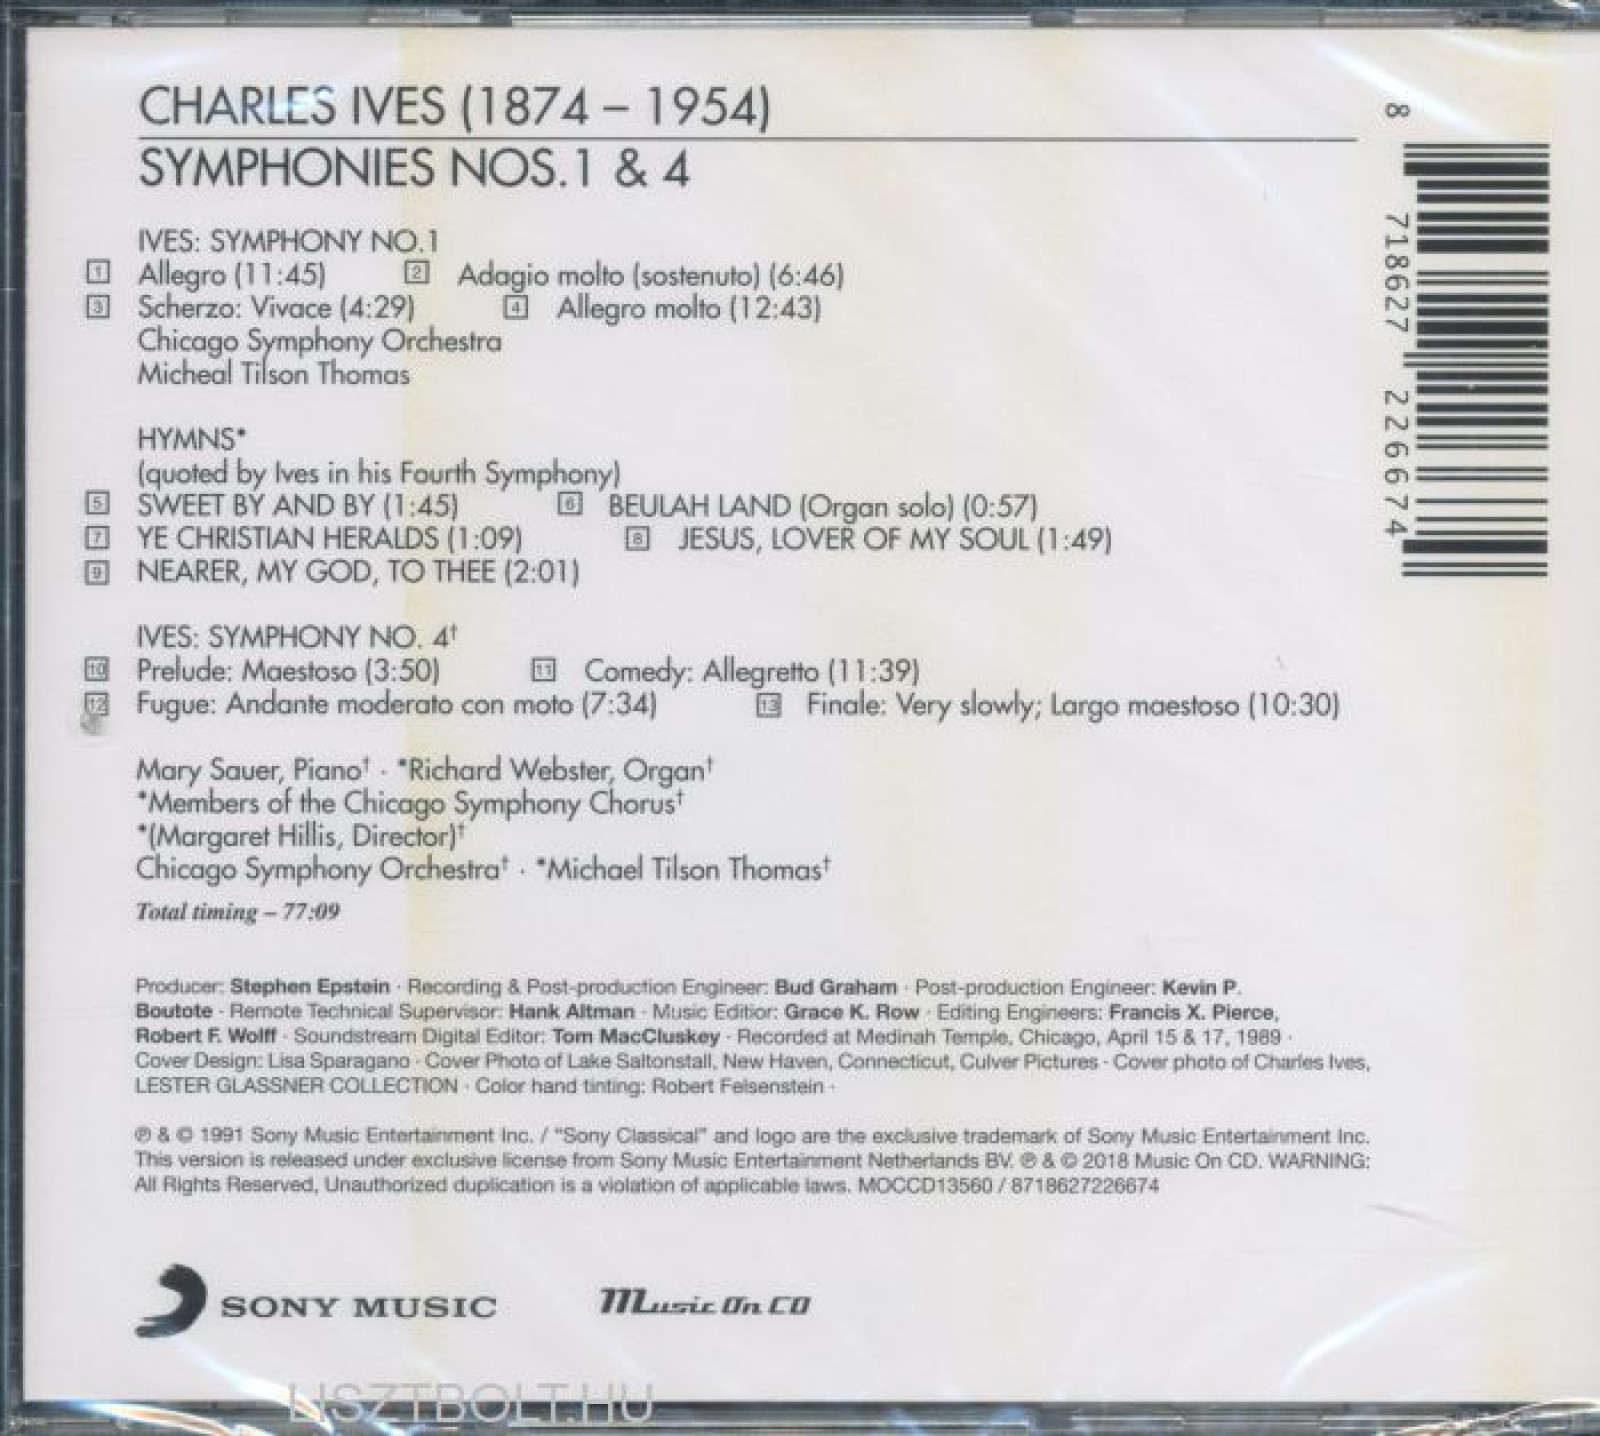 CHARLES IVES (1874 – 1954)
SYMPHONIES NOS.1 & 4
IVES: SYMPHONY NO.1
1 Allegro (11:45) 2 Adagio molto (sostenuto) (6:46)
3 Scherzo: Vivace (4:29) 4 Allegro molto (12:43)
Chicago Symphony Orchestra
Micheal Tilson Thomas
HYMNS*
(quoted by Ives in his Fourth Symphony)
5 SWEET BY AND BY (1:45) 6 BEULAH LAND (Organ solo) (0:57)
7 YE CHRISTIAN HERALDS (1:09) 8 JESUS, LOVER OF MY SOUL (1:49)
9 NEARER, MY GOD, TO THEE (2:01)
IVES: SYMPHONY NO. 4†
10 Prelude: Maestoso (3:50) 11 Comedy: Allegretto (11:39)
12 Fugue: Andante moderato con moto (7:34) 13 Finale: Very slowly; Largo maestoso (10:30)
Mary Sauer, Piano† · *Richard Webster, Organ†
*Members of the Chicago Symphony Chorus†
*(Margaret Hillis, Director)†
Chicago Symphony Orchestra† · *Michael Tilson Thomas†
Total timing – 77:09
Producer: Stephen Epstein · Recording & Post-production Engineer: Bud Graham · Post-production Engineer: Kevin P.
Boutote · Remote Technical Supervisor: Hank Altman · Music Editior: Grace K. Row · Editing Engineers: Francis X. Pierce,
Robert F. Wolff · Soundstream Digital Editor: Tom MacCluskey · Recorded at Medinah Temple, Chicago, April 15 & 17, 1989 ·
Cover Design: Lisa Sparagano · Cover Photo of Lake Saltonstall, New Haven, Connecticut, Culver Pictures · Cover photo of Charles Ives,
LESTER GLASSNER COLLECTION · Color hand tinting: Robert Felsenstein ·
℗ & © 1991 Sony Music Entertainment Inc. / "Sony Classical" and logo are the exclusive trademark of Sony Music Entertainment Inc.
This version is released under exclusive license from Sony Music Entertainment Netherlands BV. ℗ & © 2018 Music On CD. WARNING:
All Rights Reserved, Unauthorized duplication is a violation of applicable laws. MOCCD13560 / 8718627226674
SONY MUSIC
Music On CD
8 718627 226674
LISZTBOLT.HU